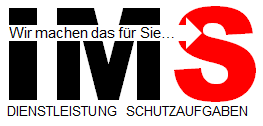 IMS
Wir machen das für Sie...
DIENSTLEISTUNG SCHUTZAUFGABEN